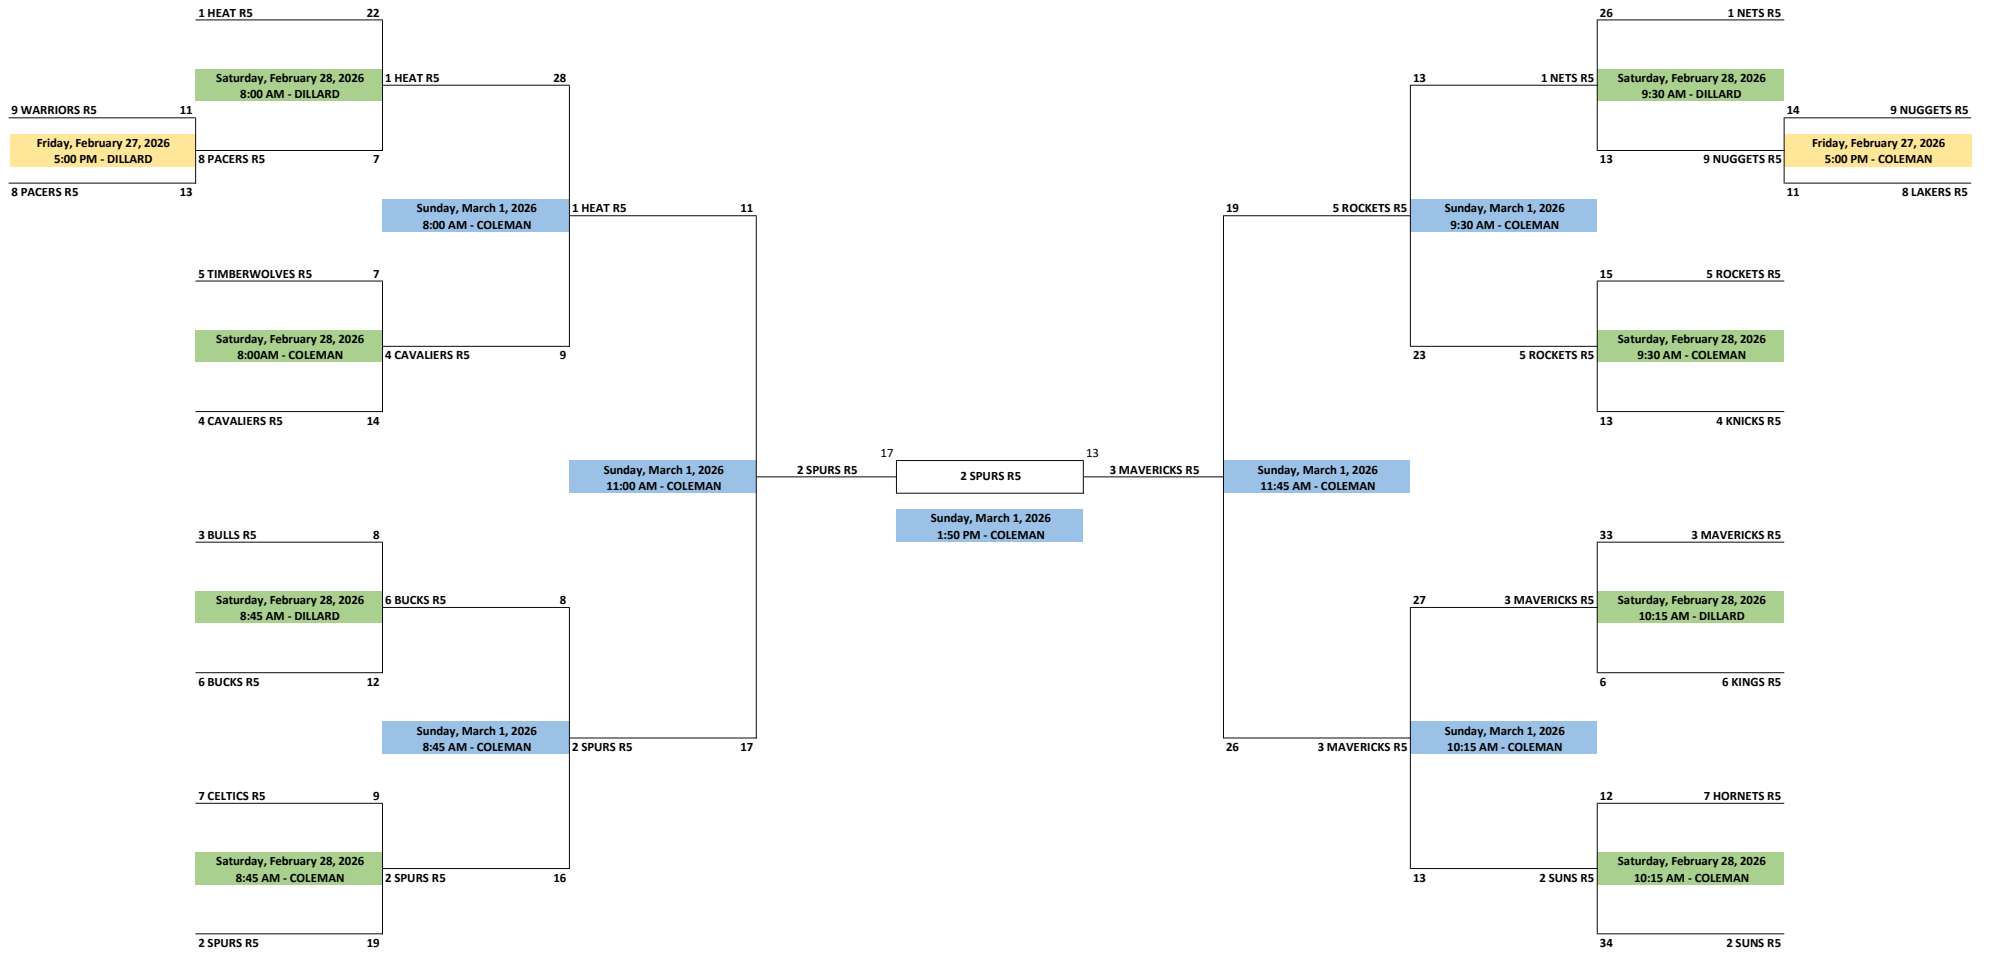 1 HEAT R5 22
26 1 NETS R5
Saturday, February 28, 2026
8:00 AM - DILLARD
1 HEAT R5 28
13 1 NETS R5
Saturday, February 28, 2026
9:30 AM - DILLARD
9 WARRIORS R5 11
14 9 NUGGETS R5
Friday, February 27, 2026
5:00 PM - DILLARD
8 PACERS R5 7
13 9 NUGGETS R5
Friday, February 27, 2026
5:00 PM - COLEMAN
8 PACERS R5 13
11 8 LAKERS R5
Sunday, March 1, 2026
8:00 AM - COLEMAN
1 HEAT R5 11
19 5 ROCKETS R5
Sunday, March 1, 2026
9:30 AM - COLEMAN
5 TIMBERWOLVES R5 7
15 5 ROCKETS R5
Saturday, February 28, 2026
8:00AM - COLEMAN
4 CAVALIERS R5 9
23 5 ROCKETS R5
Saturday, February 28, 2026
9:30 AM - COLEMAN
4 CAVALIERS R5 14
13 4 KNICKS R5
Sunday, March 1, 2026
11:00 AM - COLEMAN
2 SPURS R5
17
2 SPURS R5
13
3 MAVERICKS R5
Sunday, March 1, 2026
11:45 AM - COLEMAN
Sunday, March 1, 2026
1:50 PM - COLEMAN
3 BULLS R5 8
33 3 MAVERICKS R5
Saturday, February 28, 2026
8:45 AM - DILLARD
6 BUCKS R5 8
27 3 MAVERICKS R5
Saturday, February 28, 2026
10:15 AM - DILLARD
6 BUCKS R5 12
6 6 KINGS R5
Sunday, March 1, 2026
8:45 AM - COLEMAN
2 SPURS R5 17
26 3 MAVERICKS R5
Sunday, March 1, 2026
10:15 AM - COLEMAN
7 CELTICS R5 9
12 7 HORNETS R5
Saturday, February 28, 2026
8:45 AM - COLEMAN
2 SPURS R5 16
13 2 SUNS R5
Saturday, February 28, 2026
10:15 AM - COLEMAN
2 SPURS R5 19
34 2 SUNS R5